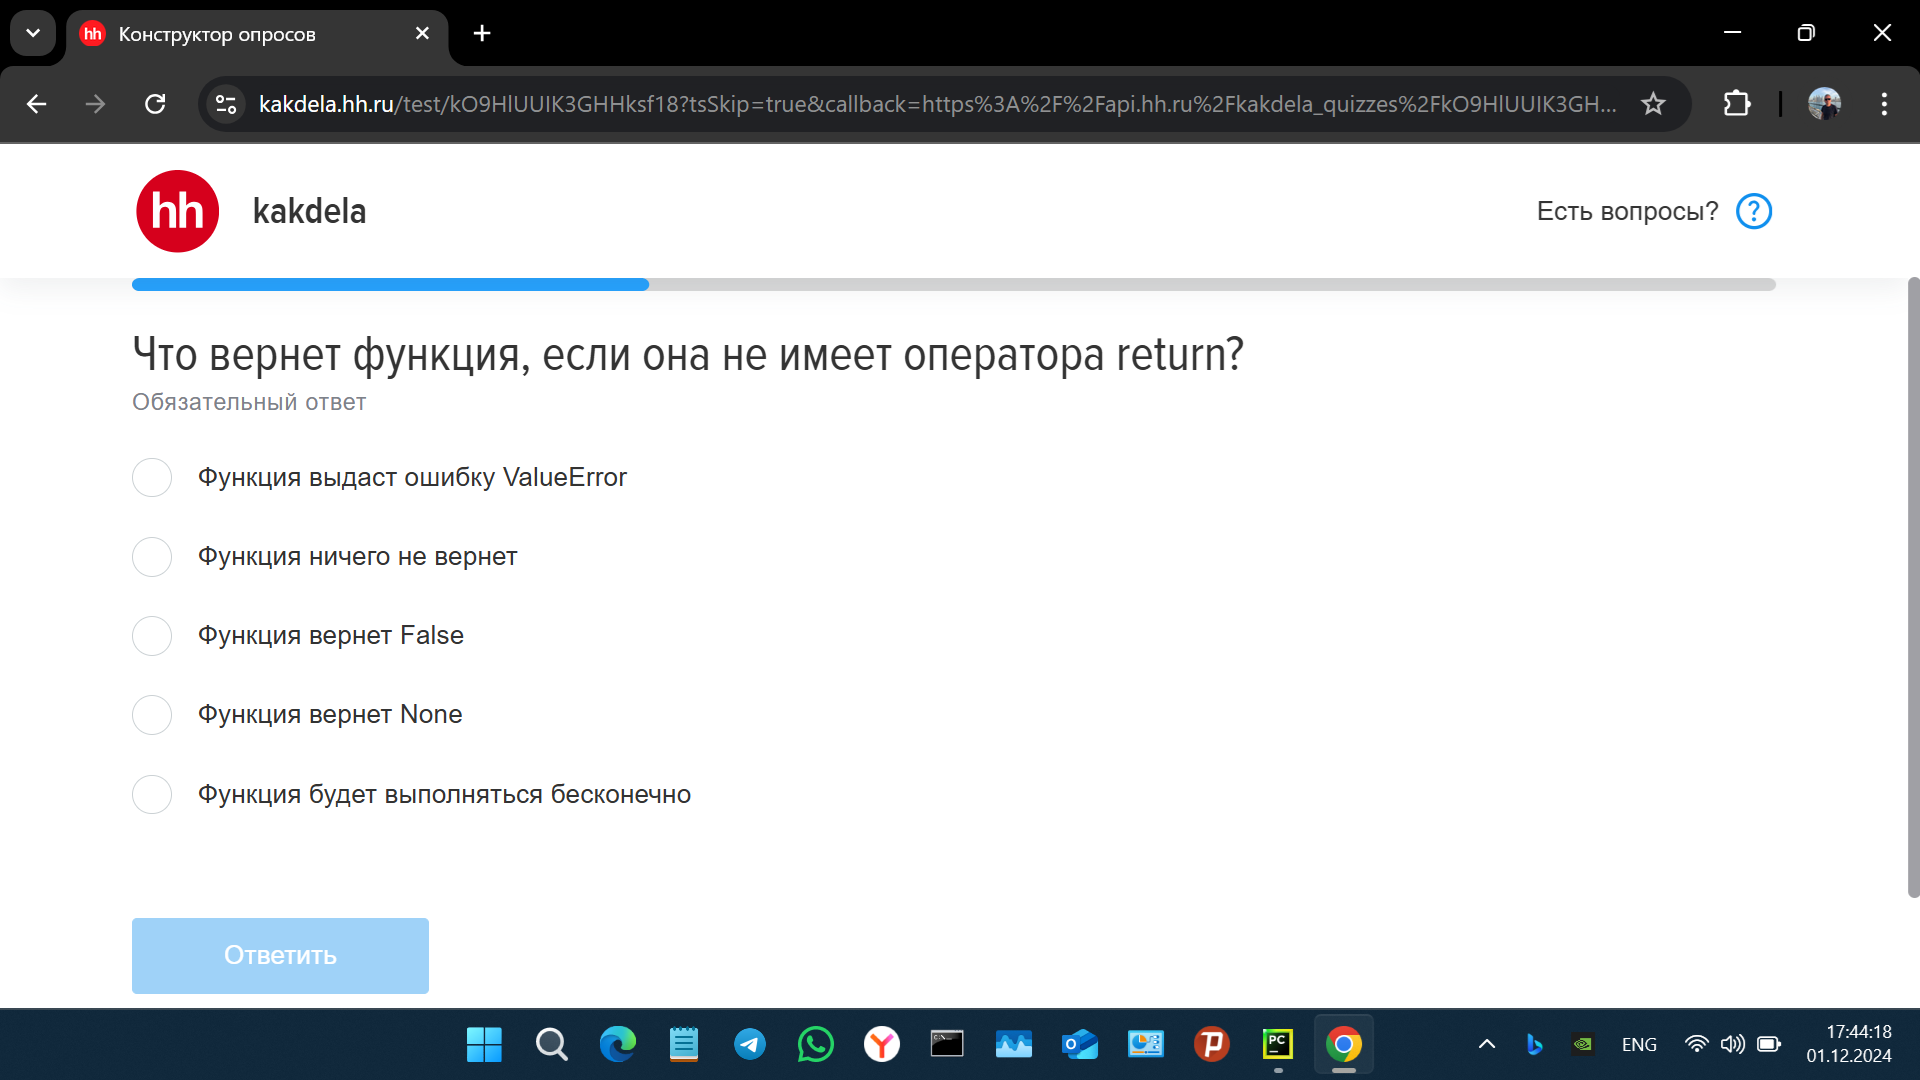 hh Конструктор опросов
kakdela.hh.ru/test/kO9HlUUIK3GHHksf18?tsSkip=true&callback=https%3A%2F%2Fapi.hh.ru%2Fkakdela_quizzes%2FkO9HlUUIK3GH...
hh kakdela
Есть вопросы? ?
Что вернет функция, если она не имеет оператора return?
Обязательный ответ
Функция выдаст ошибку ValueError
Функция ничего не вернет
Функция вернет False
Функция вернет None
Функция будет выполняться бесконечно
Ответить
PC
ENG
17:44:18
01.12.2024